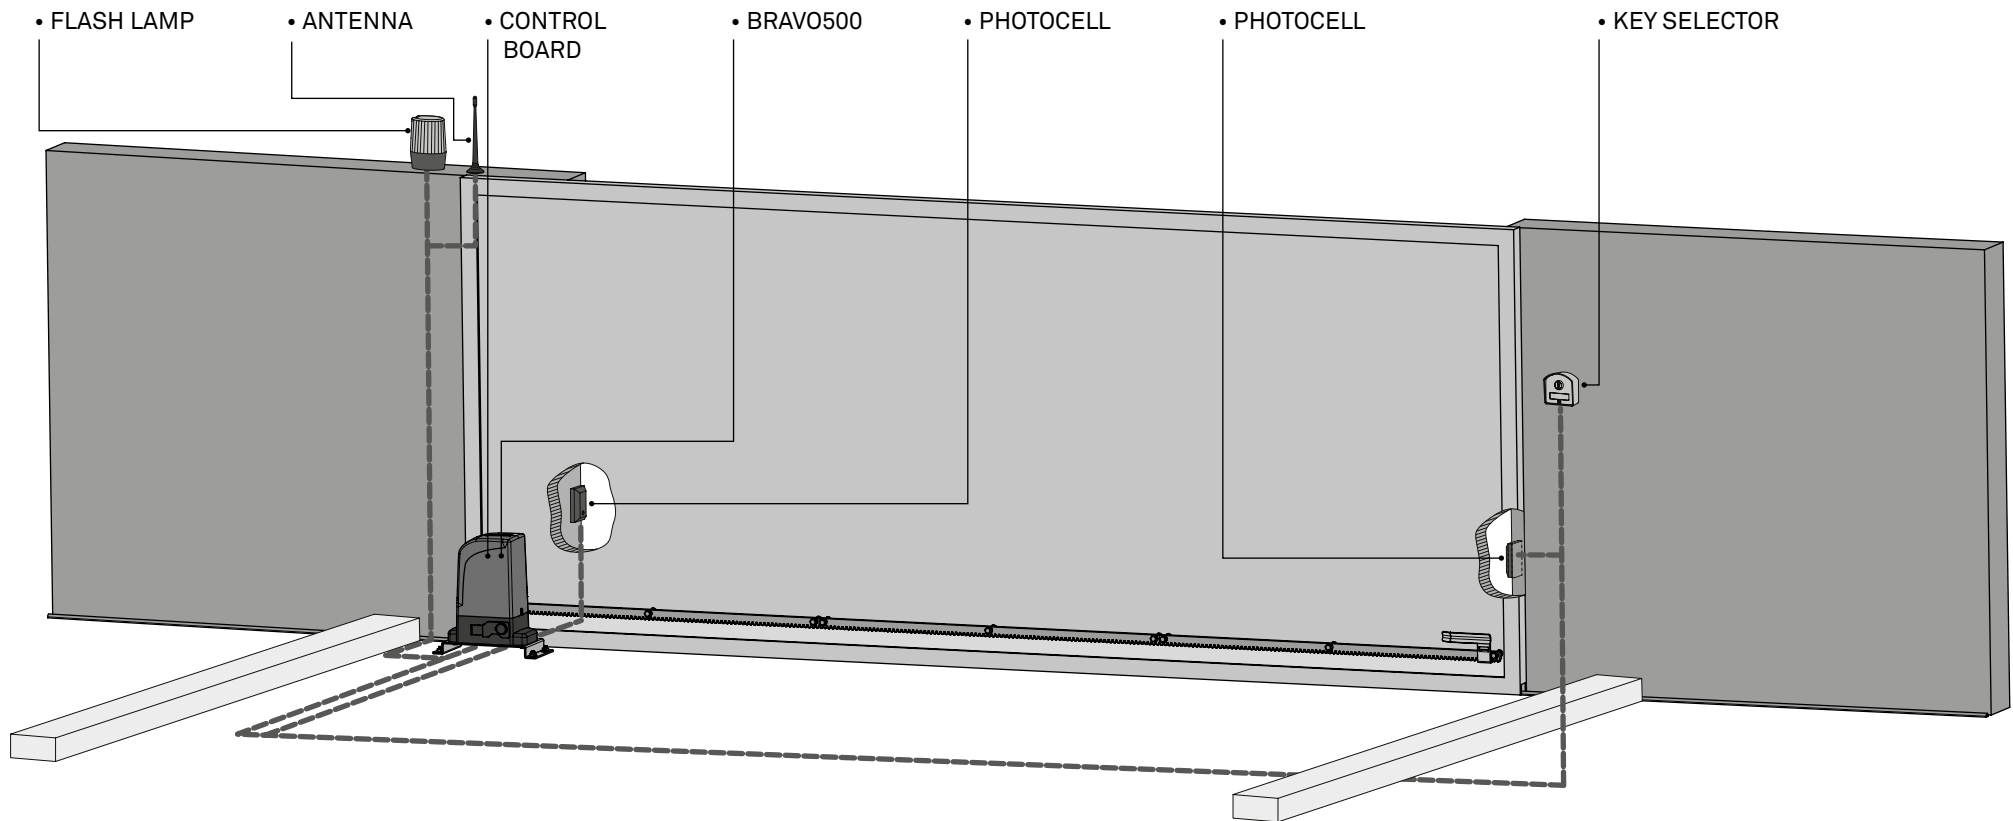 • FLASH LAMP
• ANTENNA
• CONTROL
BOARD
• BRAVO500
• PHOTOCELL
• PHOTOCELL
• KEY SELECTOR